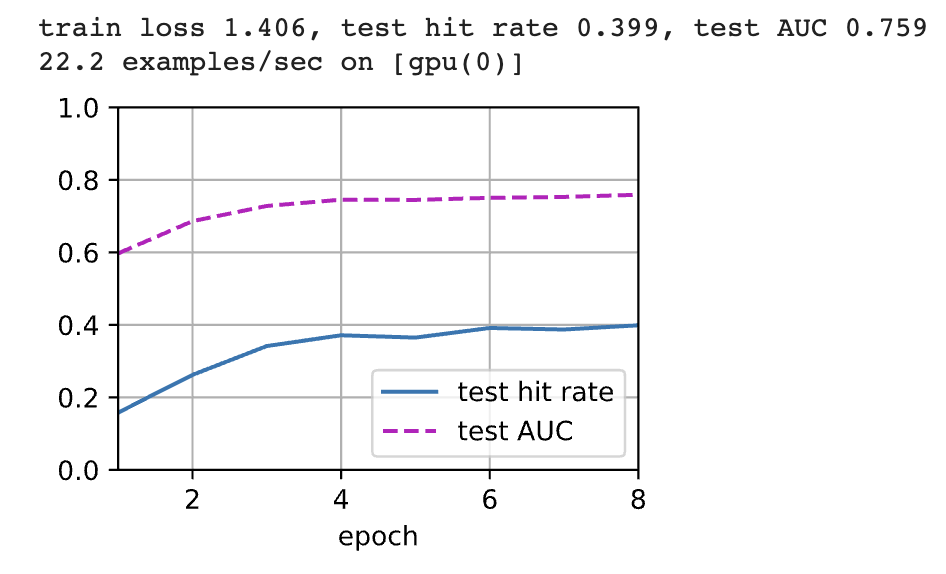 train loss 1.406, test hit rate 0.399, test AUC 0.759
22.2 examples/sec on [gpu(0)]
1.0
0.8
0.6
0.4
0.2
0.0
test hit rate
test AUC
2 4 6 8
epoch